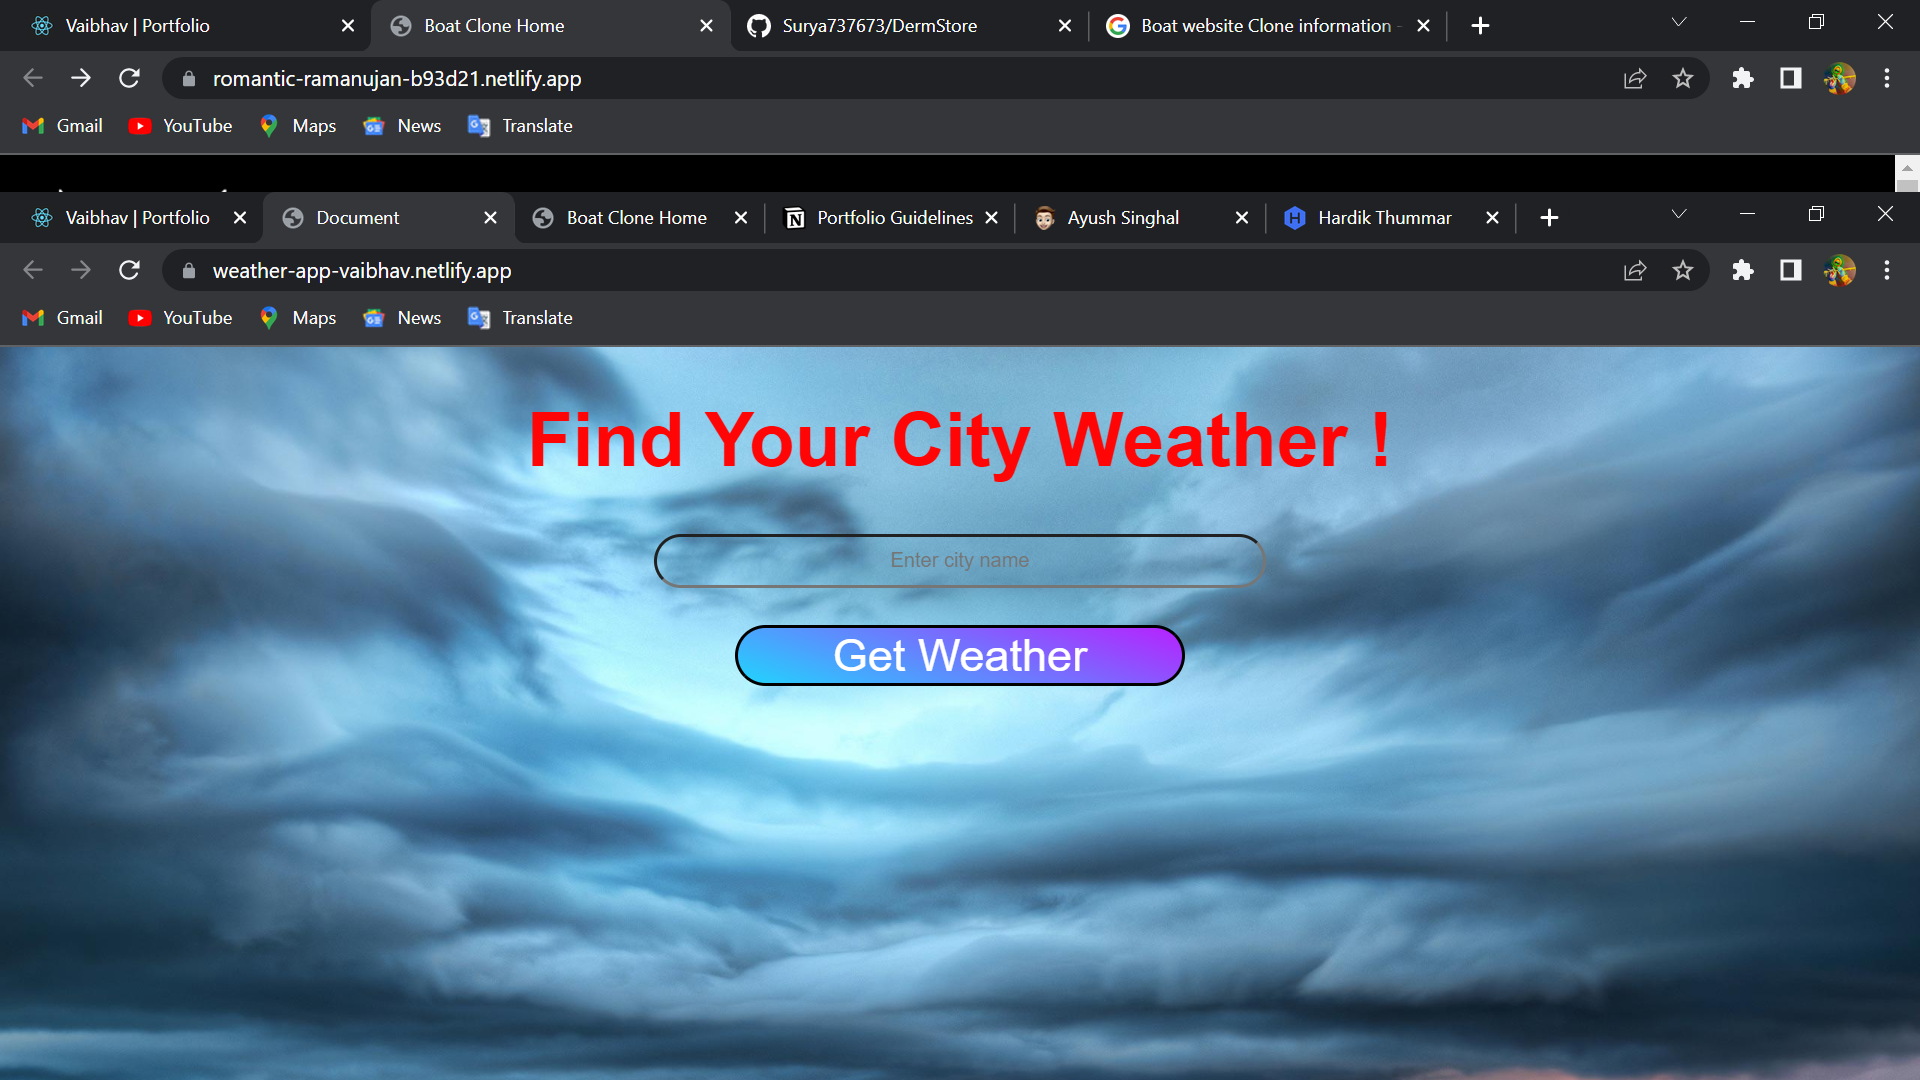 Vaibhav | Portfolio Boat Clone Home Surya737673/DermStore Boat website Clone information -
romantic-ramanujan-b93d21.netlify.app
Gmail YouTube Maps News Translate
Vaibhav | Portfolio Document Boat Clone Home Portfolio Guidelines Ayush Singhal Hardik Thummar
weather-app-vaibhav.netlify.app
Gmail YouTube Maps News Translate
Find Your City Weather !
Enter city name
Get Weather